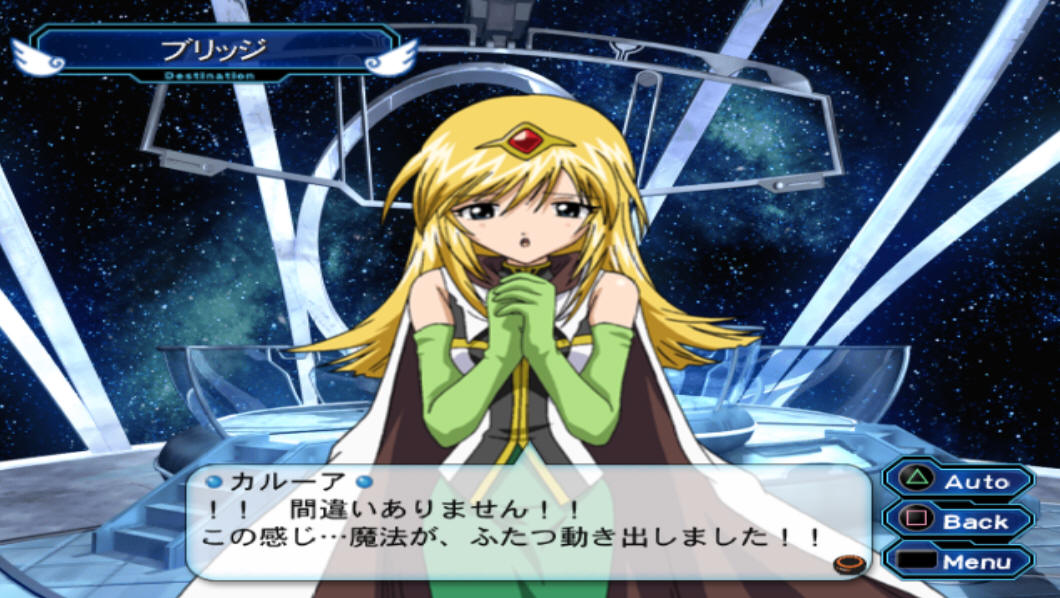 ブリッジ
Destination
カルーア
！！　間違いありません！！
この感じ…魔法が、ふたつ動き出しました！！
Auto
Back
Menu